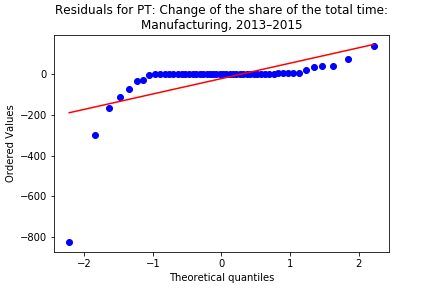 Residuals for PT: Change of the share of the total time:
Manufacturing, 2013–2015
Ordered Values
0
−200
−400
−600
−800
−2
−1
0
1
2
Theoretical quantiles